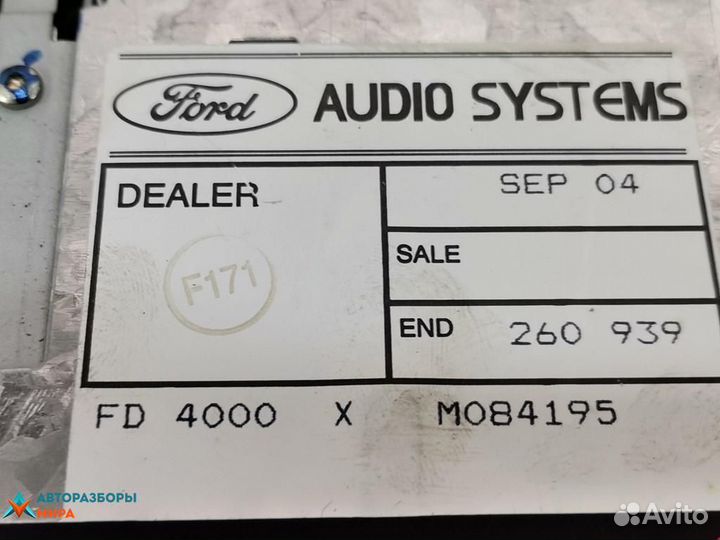 Ford AUDIO SYSTEMS
DEALER
SEP 04
F171
SALE
END 260 939
FD 4000 X M084195
АВТОРАЗБОРЫ
МИРА
Avito